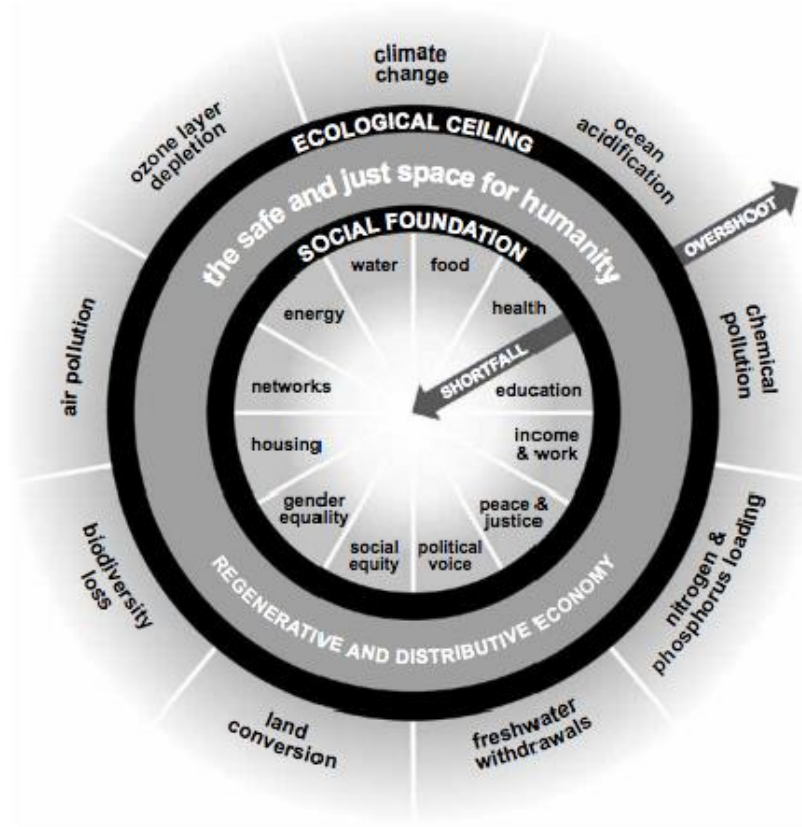 climate
change
ocean
acidification
chemical
pollution
nitrogen &
phosphorus loading
freshwater
withdrawals
land
conversion
biodiversity
loss
air pollution
ozone layer
depletion
ECOLOGICAL CEILING
OVERSHOOT
the safe and just space for humanity
SOCIAL FOUNDATION
water
food
health
SHORTFALL
education
income
& work
peace &
justice
political
voice
social
equity
gender
equality
housing
networks
energy
REGENERATIVE AND DISTRIBUTIVE ECONOMY